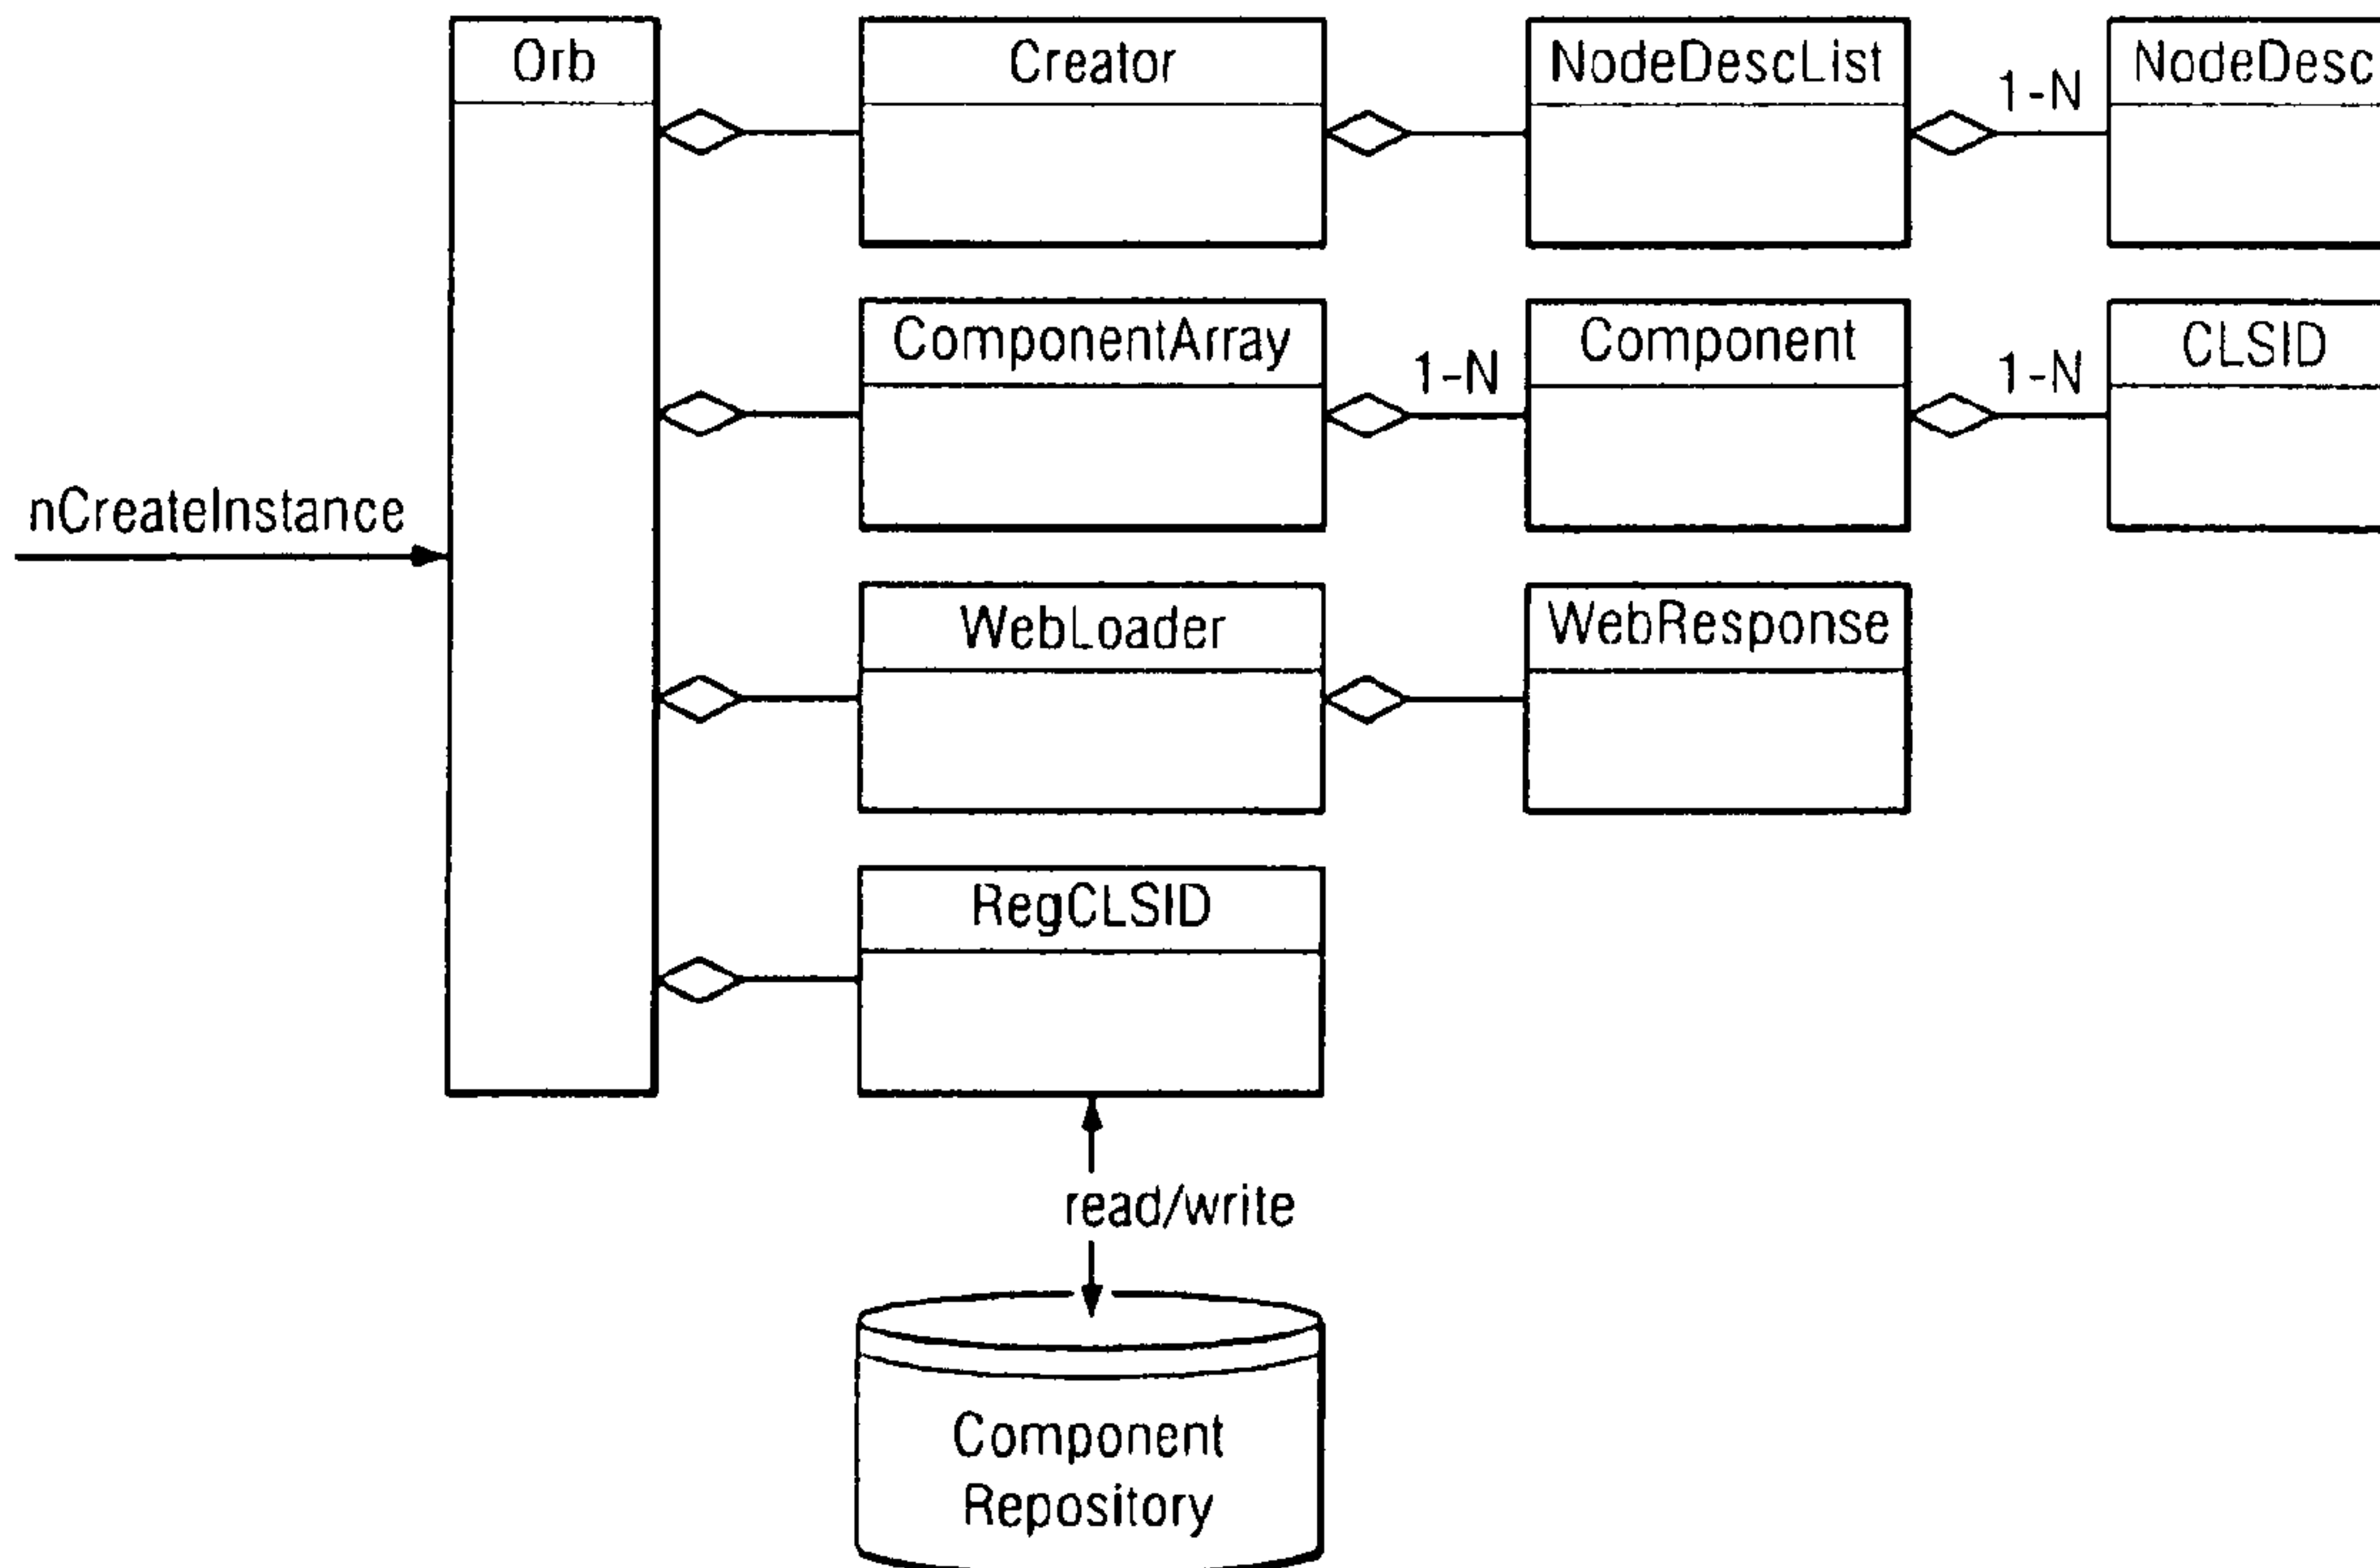 Orb
Creator
NodeDescList
1-N
NodeDesc
ComponentArray
1-N
Component
1-N
CLSID
nCreateInstance
WebLoader
WebResponse
RegCLSID
read/write
Component
Repository